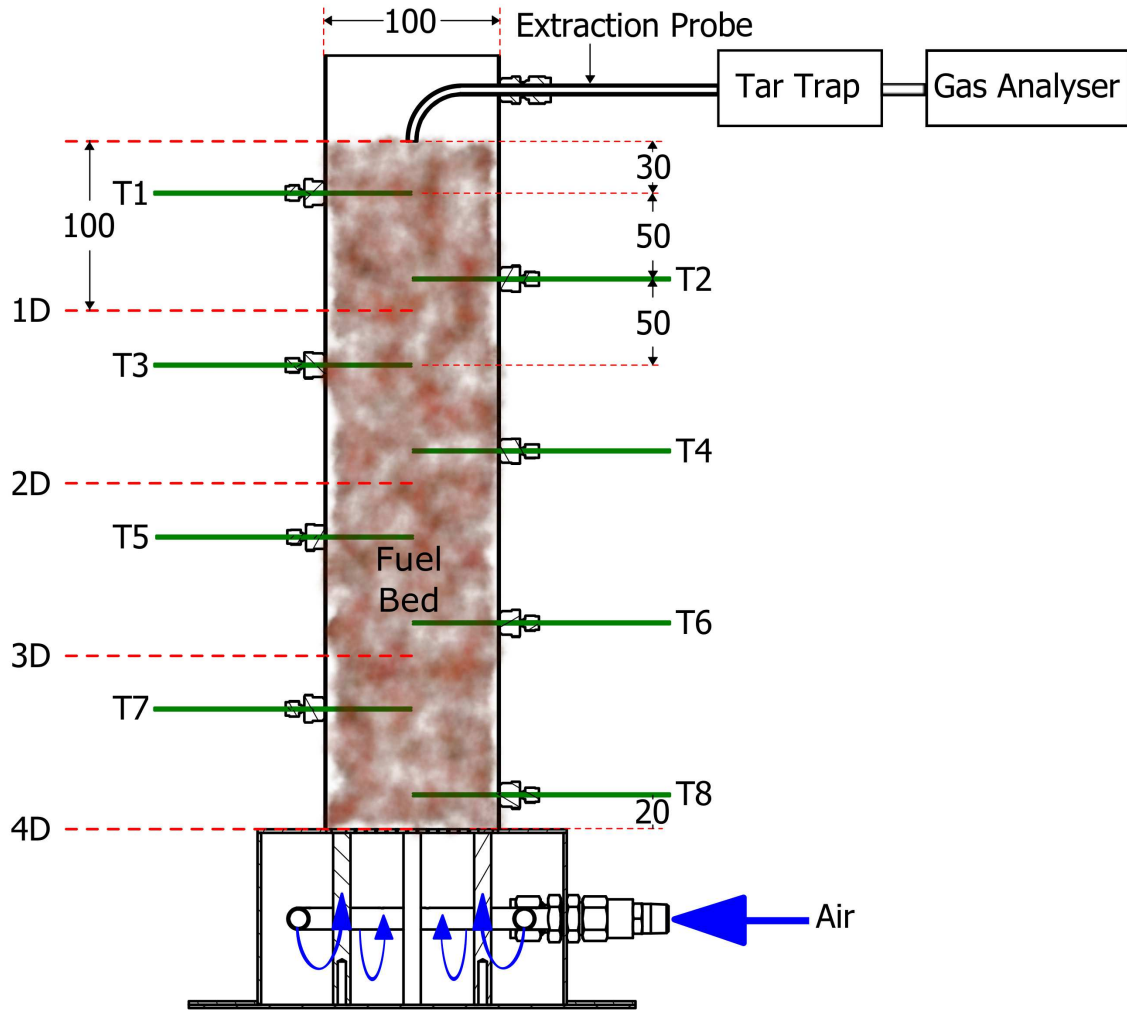 100
Extraction Probe
Tar Trap
Gas Analyser
30
T1
100
50
T2
1D
50
T3
T4
2D
T5
Fuel
Bed
T6
3D
T7
T8
20
4D
Air